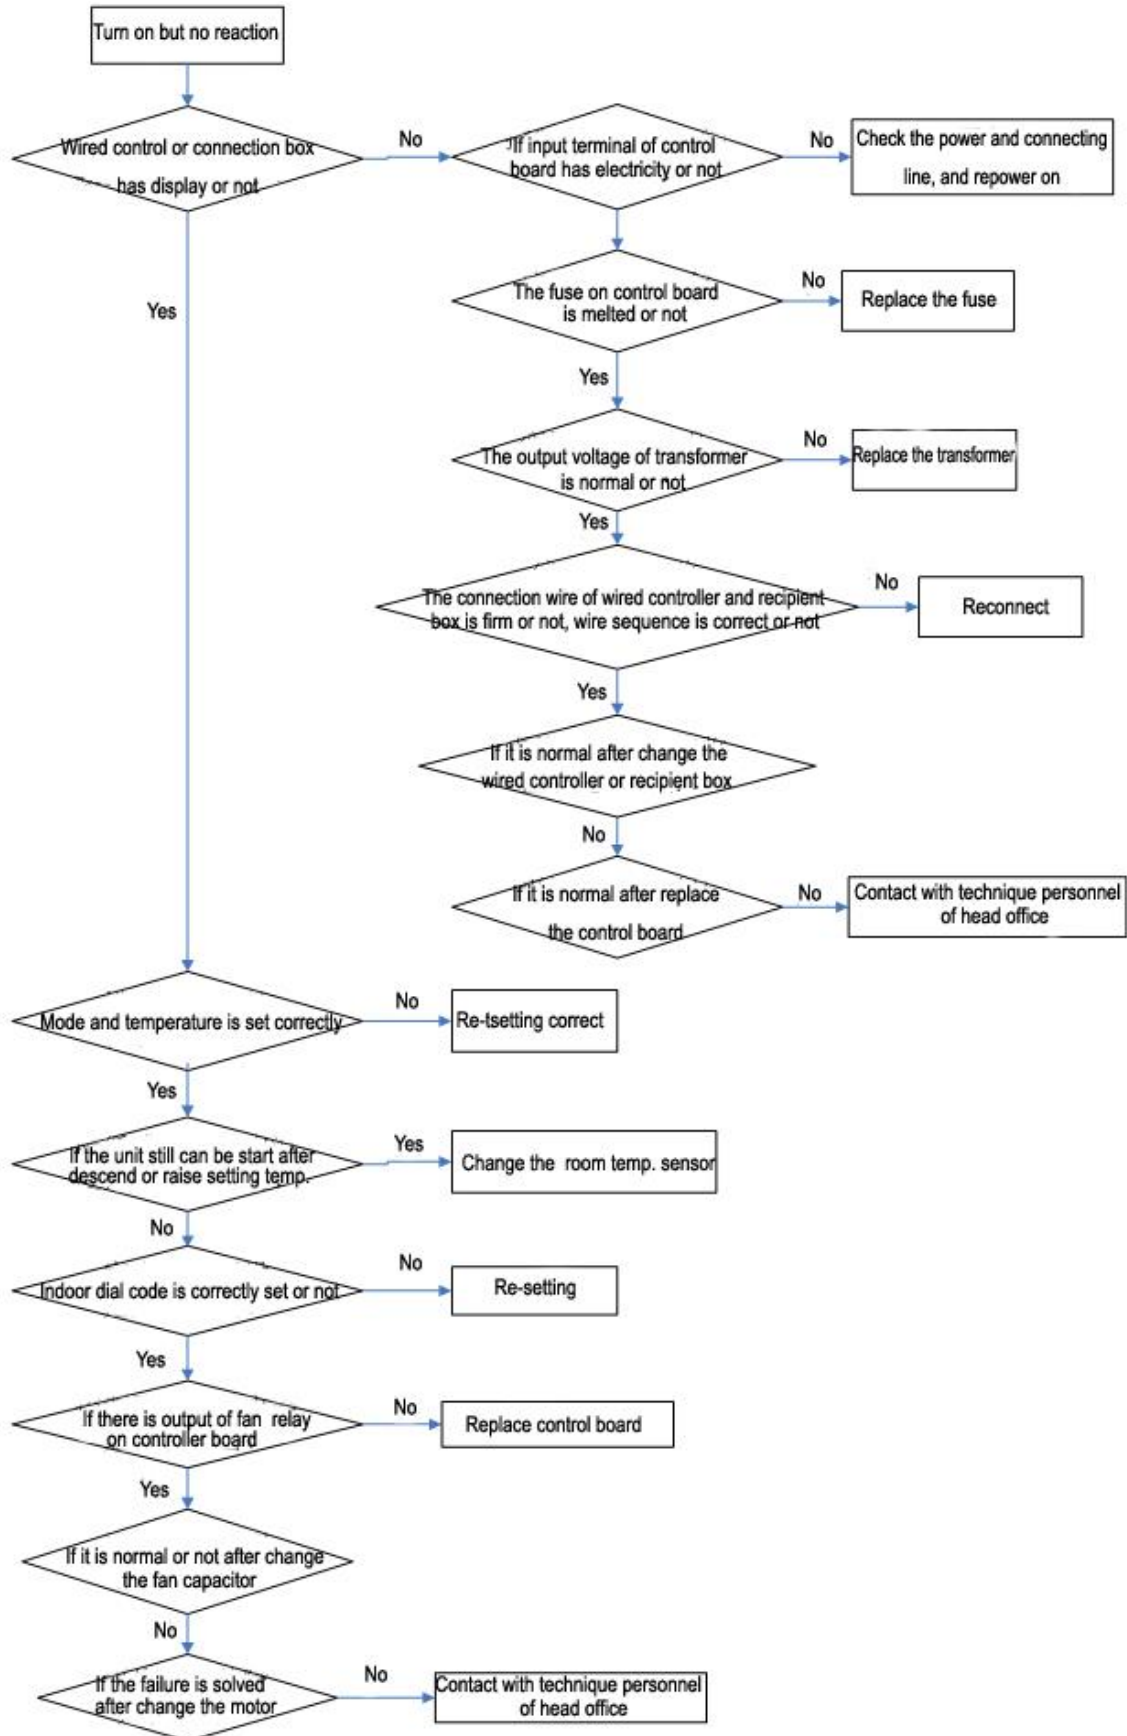 Turn on but no reaction
Wired control or connection box
has display or not
No
If input terminal of control
board has electricity or not
No
Check the power and connecting
line, and repower on
Yes
The fuse on control board
is melted or not
No
Replace the fuse
Yes
The output voltage of transformer
is normal or not
No
Replace the transformer
Yes
The connection wire of wired controller and recipient
box is firm or not, wire sequence is correct or not
No
Reconnect
Yes
If it is normal after change the
wired controller or recipient box
No
If it is normal after replace
the control board
No
Contact with technique personnel
of head office
Mode and temperature is set correctly
No
Re-tsetting correct
Yes
If the unit still can be start after
descend or raise setting temp.
Yes
Change the room temp. sensor
No
Indoor dial code is correctly set or not
No
Re-setting
Yes
If there is output of fan relay
on controller board
No
Replace control board
Yes
If it is normal or not after change
the fan capacitor
No
If the failure is solved
after change the motor
No
Contact with technique personnel
of head office